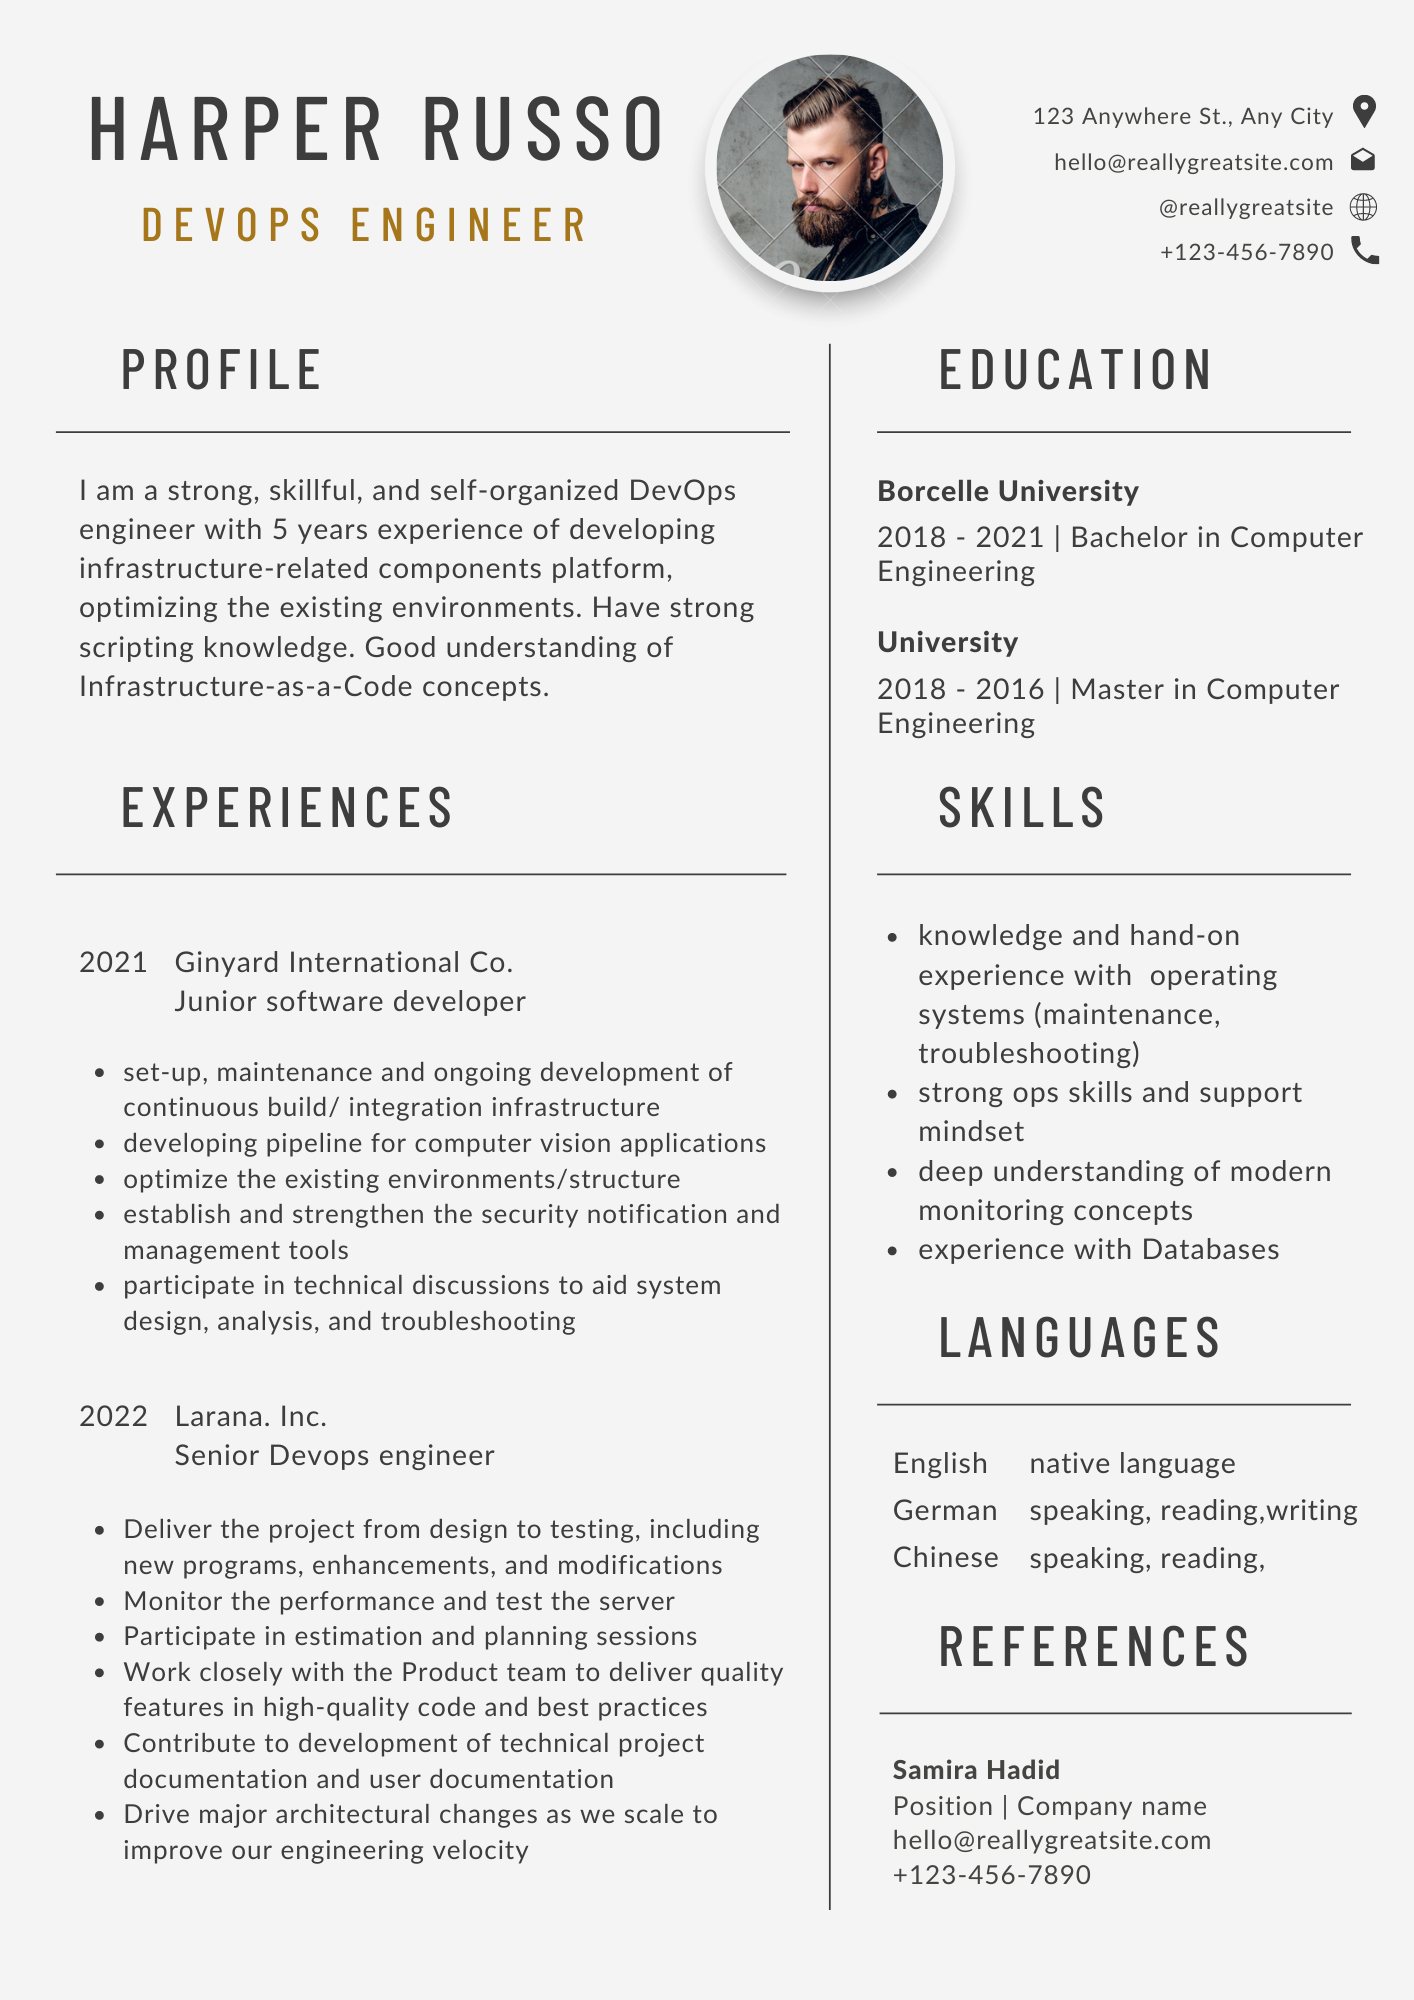 HARPER RUSSO
DEVOPS ENGINEER
123 Anywhere St., Any City
hello@reallygreatsite.com
@reallygreatsite
+123-456-7890
PROFILE
I am a strong, skillful, and self-organized DevOps
engineer with 5 years experience of developing
infrastructure-related components platform,
optimizing the existing environments. Have strong
scripting knowledge. Good understanding of
Infrastructure-as-a-Code concepts.
EXPERIENCES
2021 Ginyard International Co.
Junior software developer
• set-up, maintenance and ongoing development of
continuous build/ integration infrastructure
• developing pipeline for computer vision applications
• optimize the existing environments/structure
• establish and strengthen the security notification and
management tools
• participate in technical discussions to aid system
design, analysis, and troubleshooting
2022 Larana. Inc.
Senior Devops engineer
• Deliver the project from design to testing, including
new programs, enhancements, and modifications
• Monitor the performance and test the server
• Participate in estimation and planning sessions
• Work closely with the Product team to deliver quality
features in high-quality code and best practices
• Contribute to development of technical project
documentation and user documentation
• Drive major architectural changes as we scale to
improve our engineering velocity
EDUCATION
Borcelle University
2018 - 2021 | Bachelor in Computer
Engineering
University
2018 - 2016 | Master in Computer
Engineering
SKILLS
• knowledge and hand-on
experience with  operating
systems (maintenance,
troubleshooting)
• strong ops skills and support
mindset
• deep understanding of modern
monitoring concepts
• experience with Databases
LANGUAGES
English native language
German speaking, reading,writing
Chinese speaking, reading,
REFERENCES
Samira Hadid
Position | Company name
hello@reallygreatsite.com
+123-456-7890